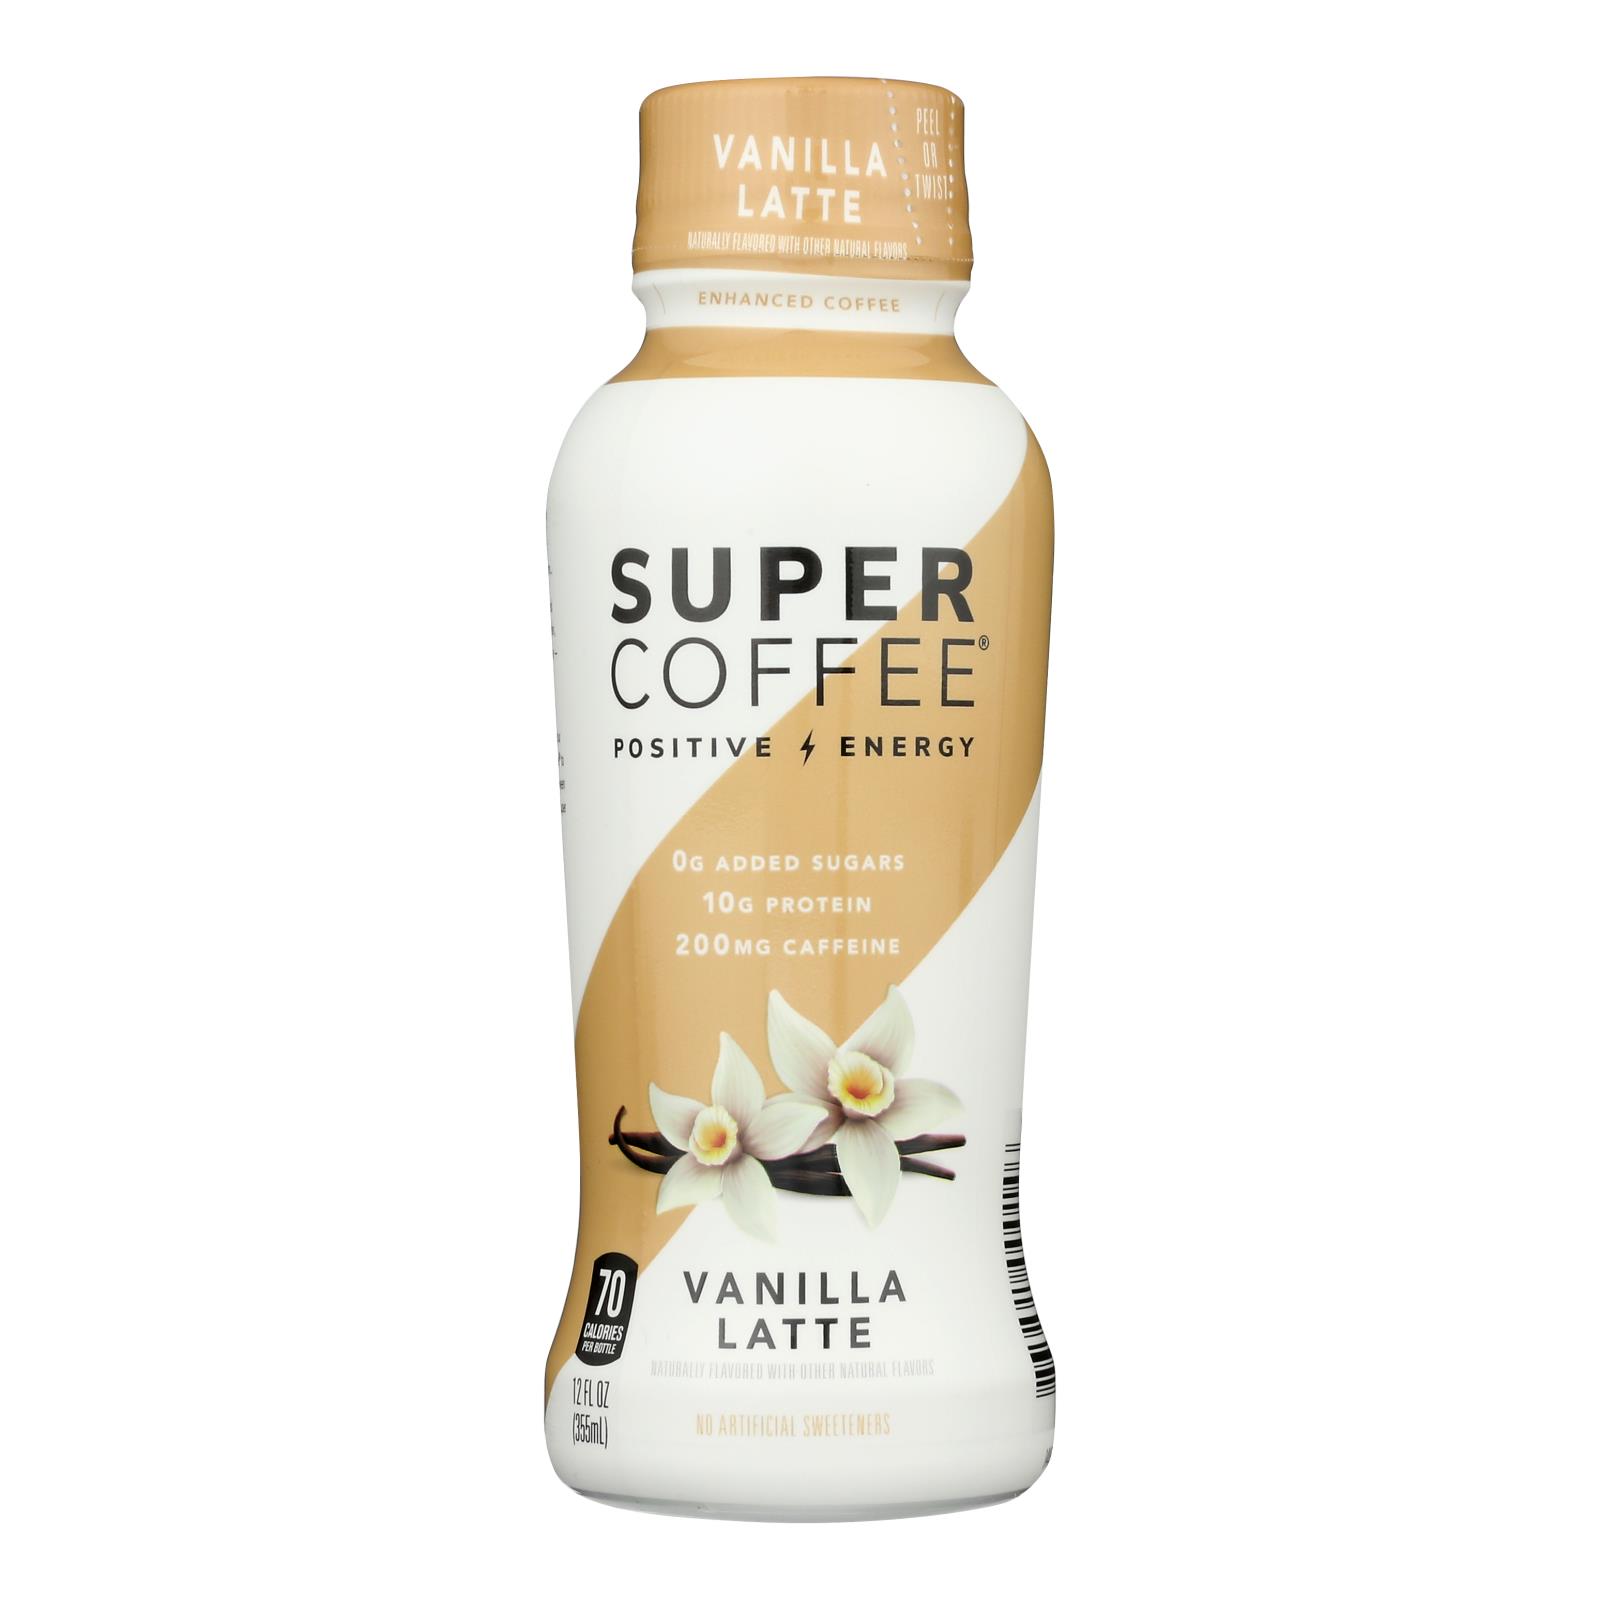 VANILLA
LATTE
NATURALLY FLAVORED WITH OTHER NATURAL FLAVORS
PEEL
OR
TWIST
ENHANCED COFFEE
SUPER
COFFEE®
POSITIVE ENERGY
0G ADDED SUGARS
10G PROTEIN
200MG CAFFEINE
70
CALORIES
PER BOTTLE
VANILLA
LATTE
NATURALLY FLAVORED WITH OTHER NATURAL FLAVORS
12 FL OZ
(355mL)
NO ARTIFICIAL SWEETENERS